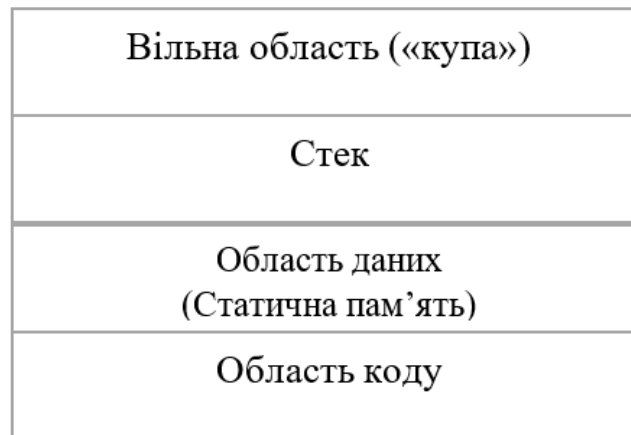 Вільна область («купа»)
Стек
Область даних
(Статична пам’ять)
Область коду